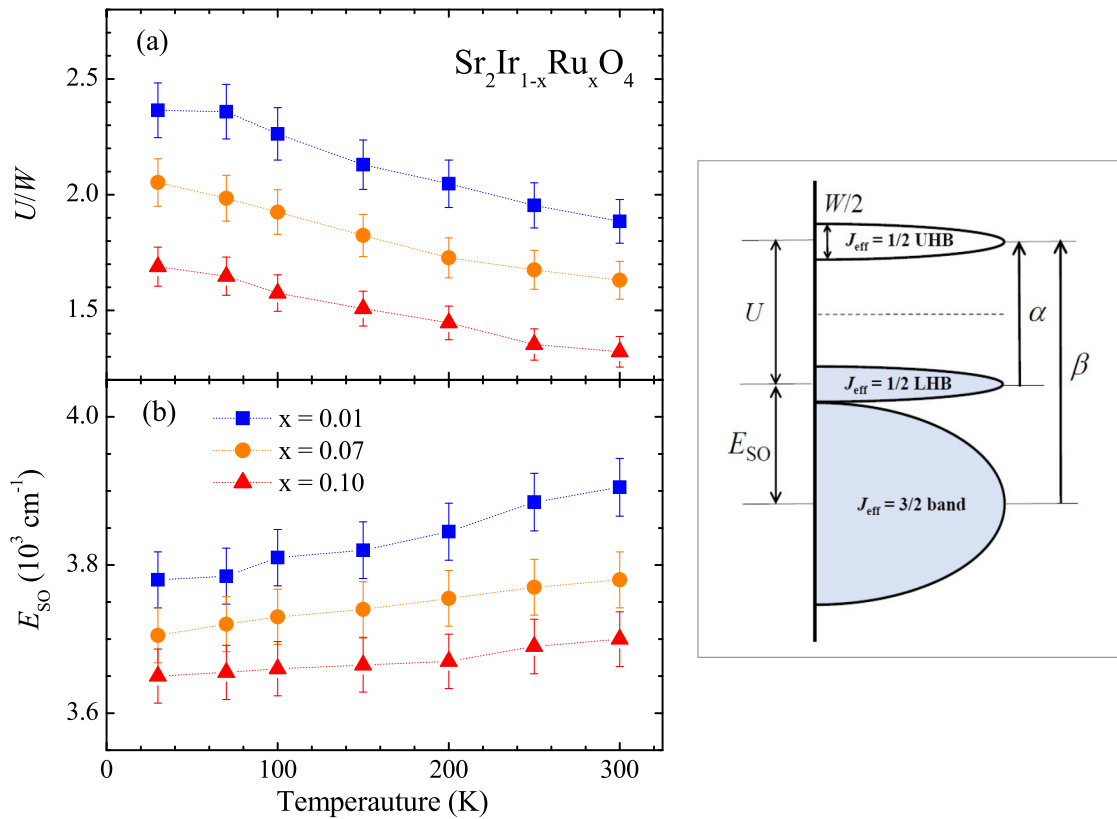 (a)
Sr2Ir1-xRuxO4
2.5
2.0
1.5
U/W
(b)
x = 0.01
x = 0.07
x = 0.10
4.0
3.8
3.6
ESO (10³ cm⁻¹)
0
100
200
300
Temperauture (K)
W/2
Jeff = 1/2 UHB
U
α
β
Jeff = 1/2 LHB
ESO
Jeff = 3/2 band